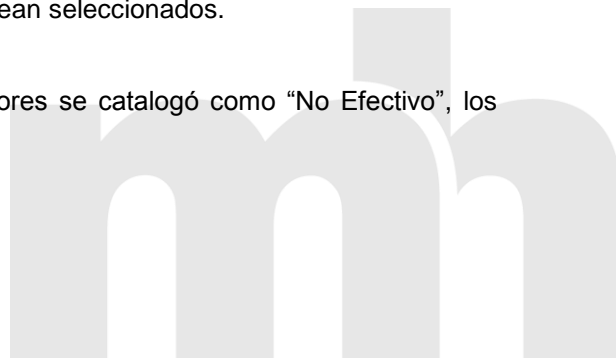 ean seleccionados.
ores se catalogó como “No Efectivo”, los